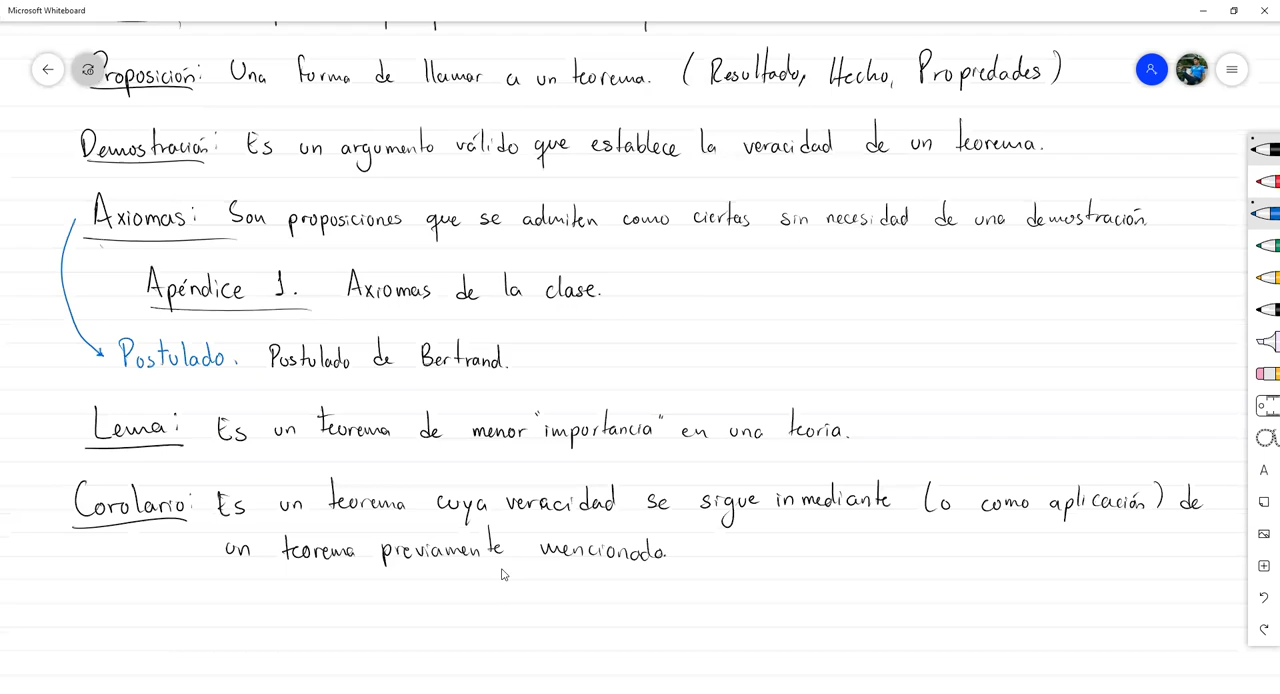 Microsoft Whiteboard
Proposición: Una forma de llamar a un teorema. (Resultado, Hecho, Propiedades)
Demostración: Es un argumento válido que establece la veracidad de un teorema.
Axiomas: Son proposiciones que se admiten como ciertas sin necesidad de una demostración.
Apéndice 1. Axiomas de la clase.
Postulado. Postulado de Bertrand.
Lema: Es un teorema de menor "importancia" en una teoría.
Corolario: Es un teorema cuya veracidad se sigue inmediante (o como aplicación) de
un teorema previamente mencionado.
A